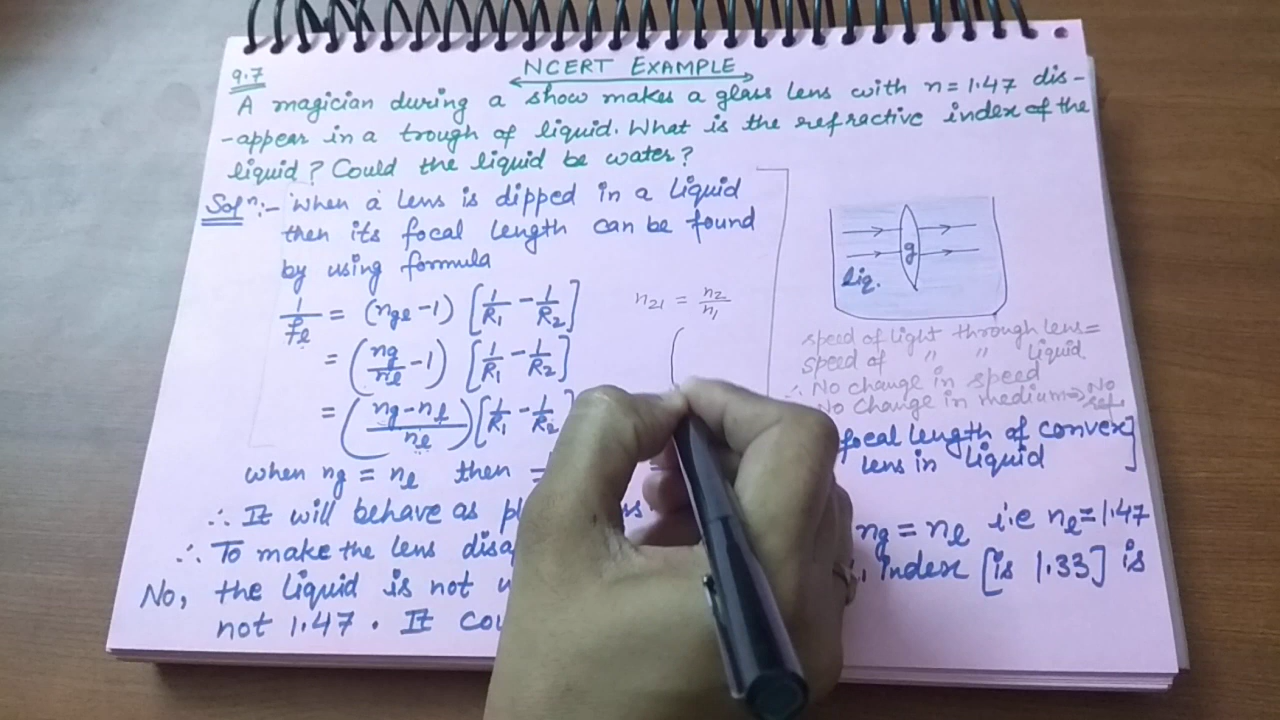 NCERT EXAMPLE
9.7
A magician during a show makes a glass lens with n = 1.47 dis-
-appear in a trough of liquid. What is the refractive index of the
liquid? Could the liquid be water?
Solⁿ:- When a lens is dipped in a liquid
then its focal length can be found
by using formula
1/fl = (ngl - 1) [1/R1 - 1/R2]
= (ng/nl - 1) [1/R1 - 1/R2]
= (ng - nl / nl) [1/R1 - 1/R2
when ng = nl then
∴ It will behave as
∴ To make the lens
No, the liquid is not
not 1.47. It
n21 = n2/n1
g
liq.
speed of light through lens =
speed of " " liquid
∴ No change in speed
No change in medium ⇒ No
focal length of convex]
lens in liquid
ng = nl i.e nl = 1.47
index [is 1.33] is